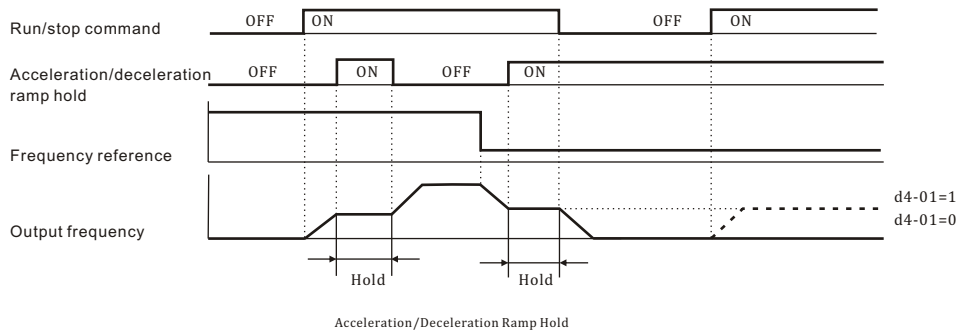 OFF ON OFF ON
Run/stop command
Acceleration/deceleration OFF ON OFF ON
ramp hold
Frequency reference
d4-01=1
d4-01=0
Output frequency
Hold Hold
Acceleration/Deceleration Ramp Hold